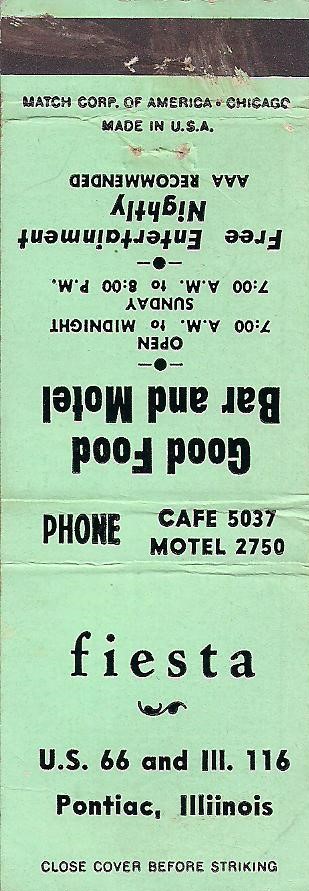 MATCH CORP. OF AMERICA • CHICAGO
MADE IN U.S.A.
Good Food
Bar and Motel
OPEN
7:00 A.M. to MIDNIGHT
SUNDAY
7:00 A.M. to 8:00 P.M.
Free Entertainment
Nightly
AAA RECOMMENDED
PHONE CAFE 5037
MOTEL 2750
fiesta
U.S. 66 and Ill. 116
Pontiac, Illiinois
CLOSE COVER BEFORE STRIKING